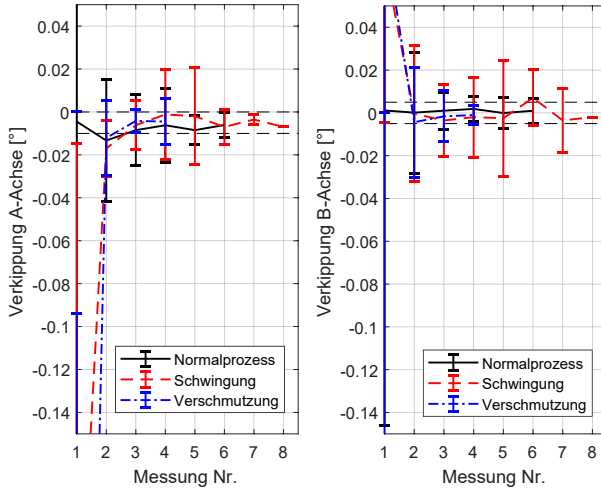 0.04
0.02
0
-0.02
-0.04
-0.06
-0.08
-0.1
-0.12
-0.14
Verkippung A-Achse [°]
Normalprozess
Schwingung
Verschmutzung
1 2 3 4 5 6 7 8
Messung Nr.
0.04
0.02
0
-0.02
-0.04
-0.06
-0.08
-0.1
-0.12
-0.14
Verkippung B-Achse [°]
Normalprozess
Schwingung
Verschmutzung
1 2 3 4 5 6 7 8
Messung Nr.